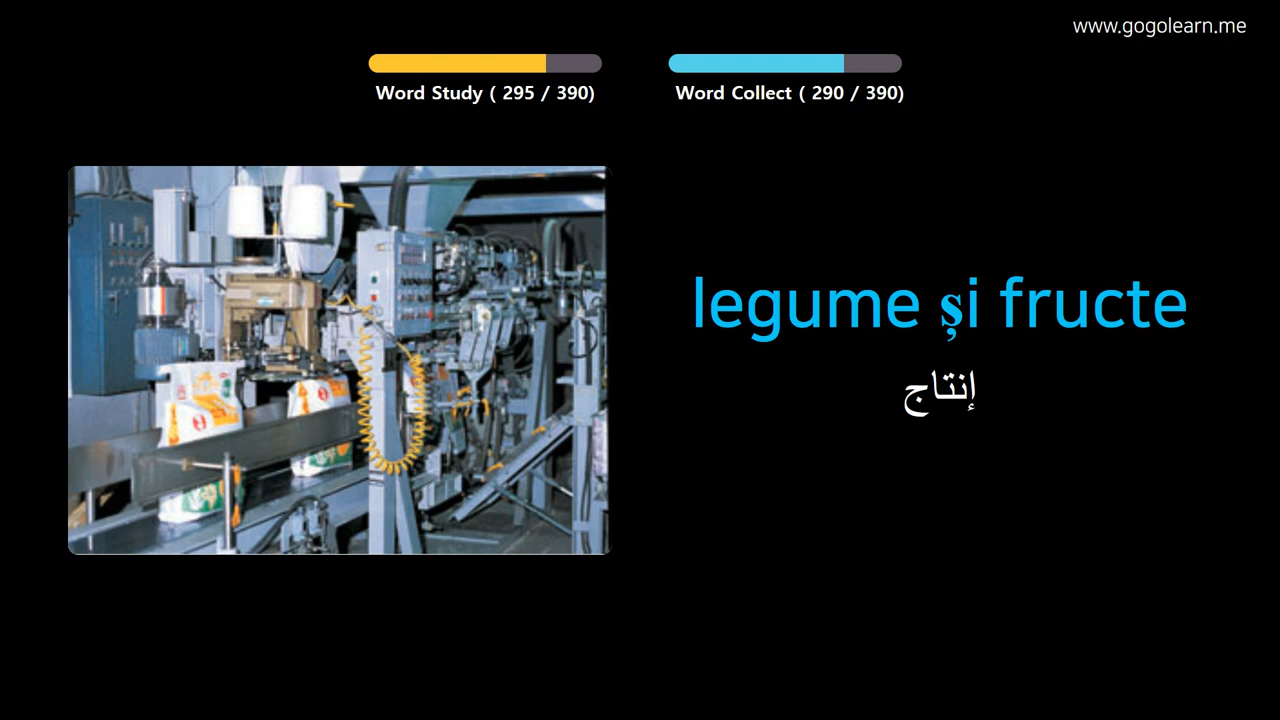 www.gogolearn.me
Word Study ( 295 / 390)
Word Collect ( 290 / 390)
legume și fructe
إنتاج